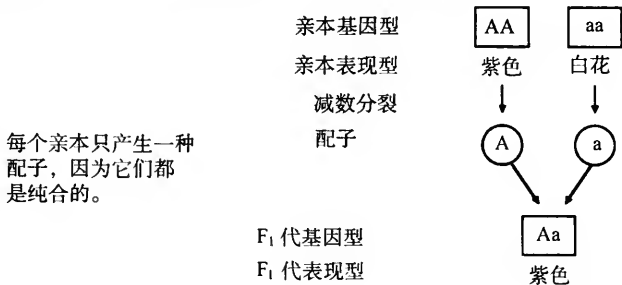 亲本基因型 AA aa
亲本表现型 紫色 白花
减数分裂
每个亲本只产生一种
配子，因为它们都
是纯合的。
配子 A a
F₁ 代基因型 Aa
F₁ 代表现型 紫色